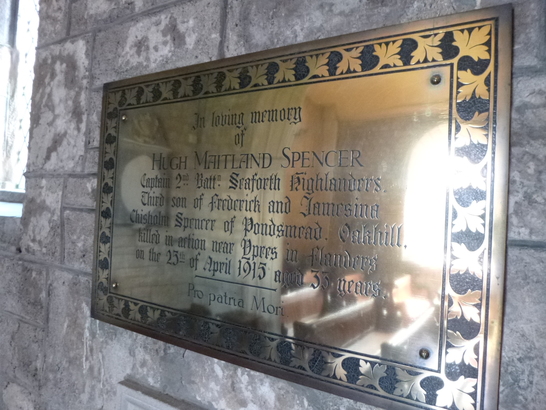 In loving memory
of
HUGH MAITLAND SPENCER
Captain 2nd Battn Seaforth Highlanders.
Third son of Frederick and Jamesina
Chisholm Spencer of Pondsmead Oakhill.
Killed in action near Ypres in Flanders
on the 25th of April 1915 aged 33 years.
Pro patria Mori